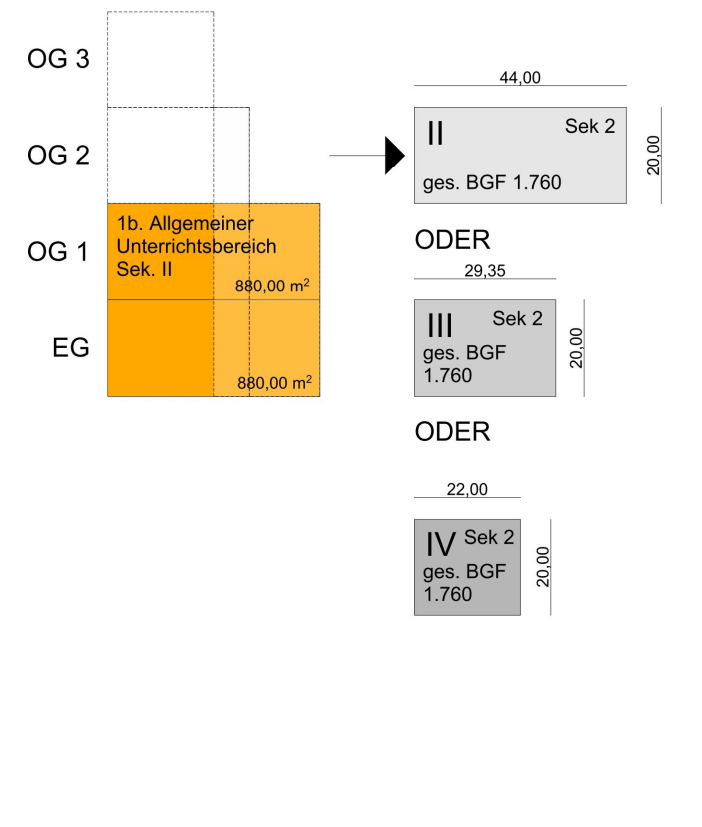 OG 3
OG 2
OG 1
EG
1b. Allgemeiner
Unterrichtsbereich
Sek. II
880,00 m²
880,00 m²
44,00
II
Sek 2
ges. BGF 1.760
20,00
ODER
29,35
III
Sek 2
ges. BGF
1.760
20,00
ODER
22,00
IV
Sek 2
ges. BGF
1.760
20,00